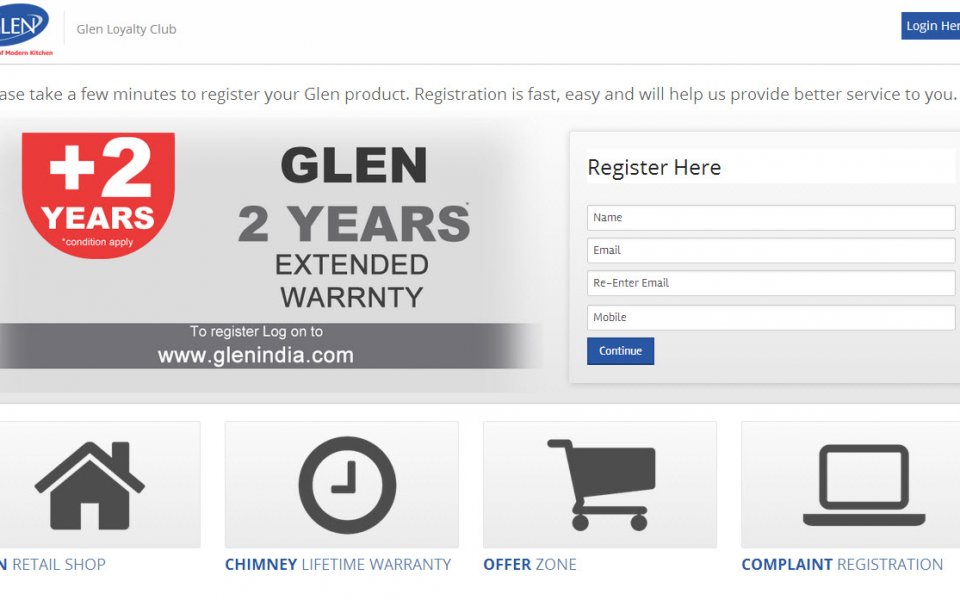 LEN
of Modern Kitchen
Glen Loyalty Club
Login Her
ase take a few minutes to register your Glen product. Registration is fast, easy and will help us provide better service to you.
+2
YEARS
*condition apply
GLEN
2 YEARS*
EXTENDED
WARRNTY
To register Log on to
www.glenindia.com
Register Here
Name
Email
Re-Enter Email
Mobile
Continue
N RETAIL SHOP
CHIMNEY LIFETIME WARRANTY
OFFER ZONE
COMPLAINT REGISTRATION